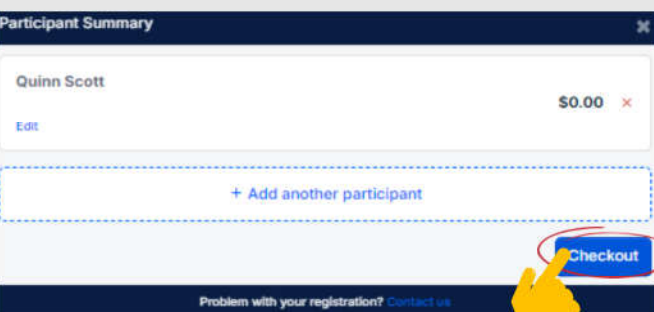 Participant Summary
Quinn Scott
$0.00
Edit
+ Add another participant
Checkout
Problem with your registration? Contact us